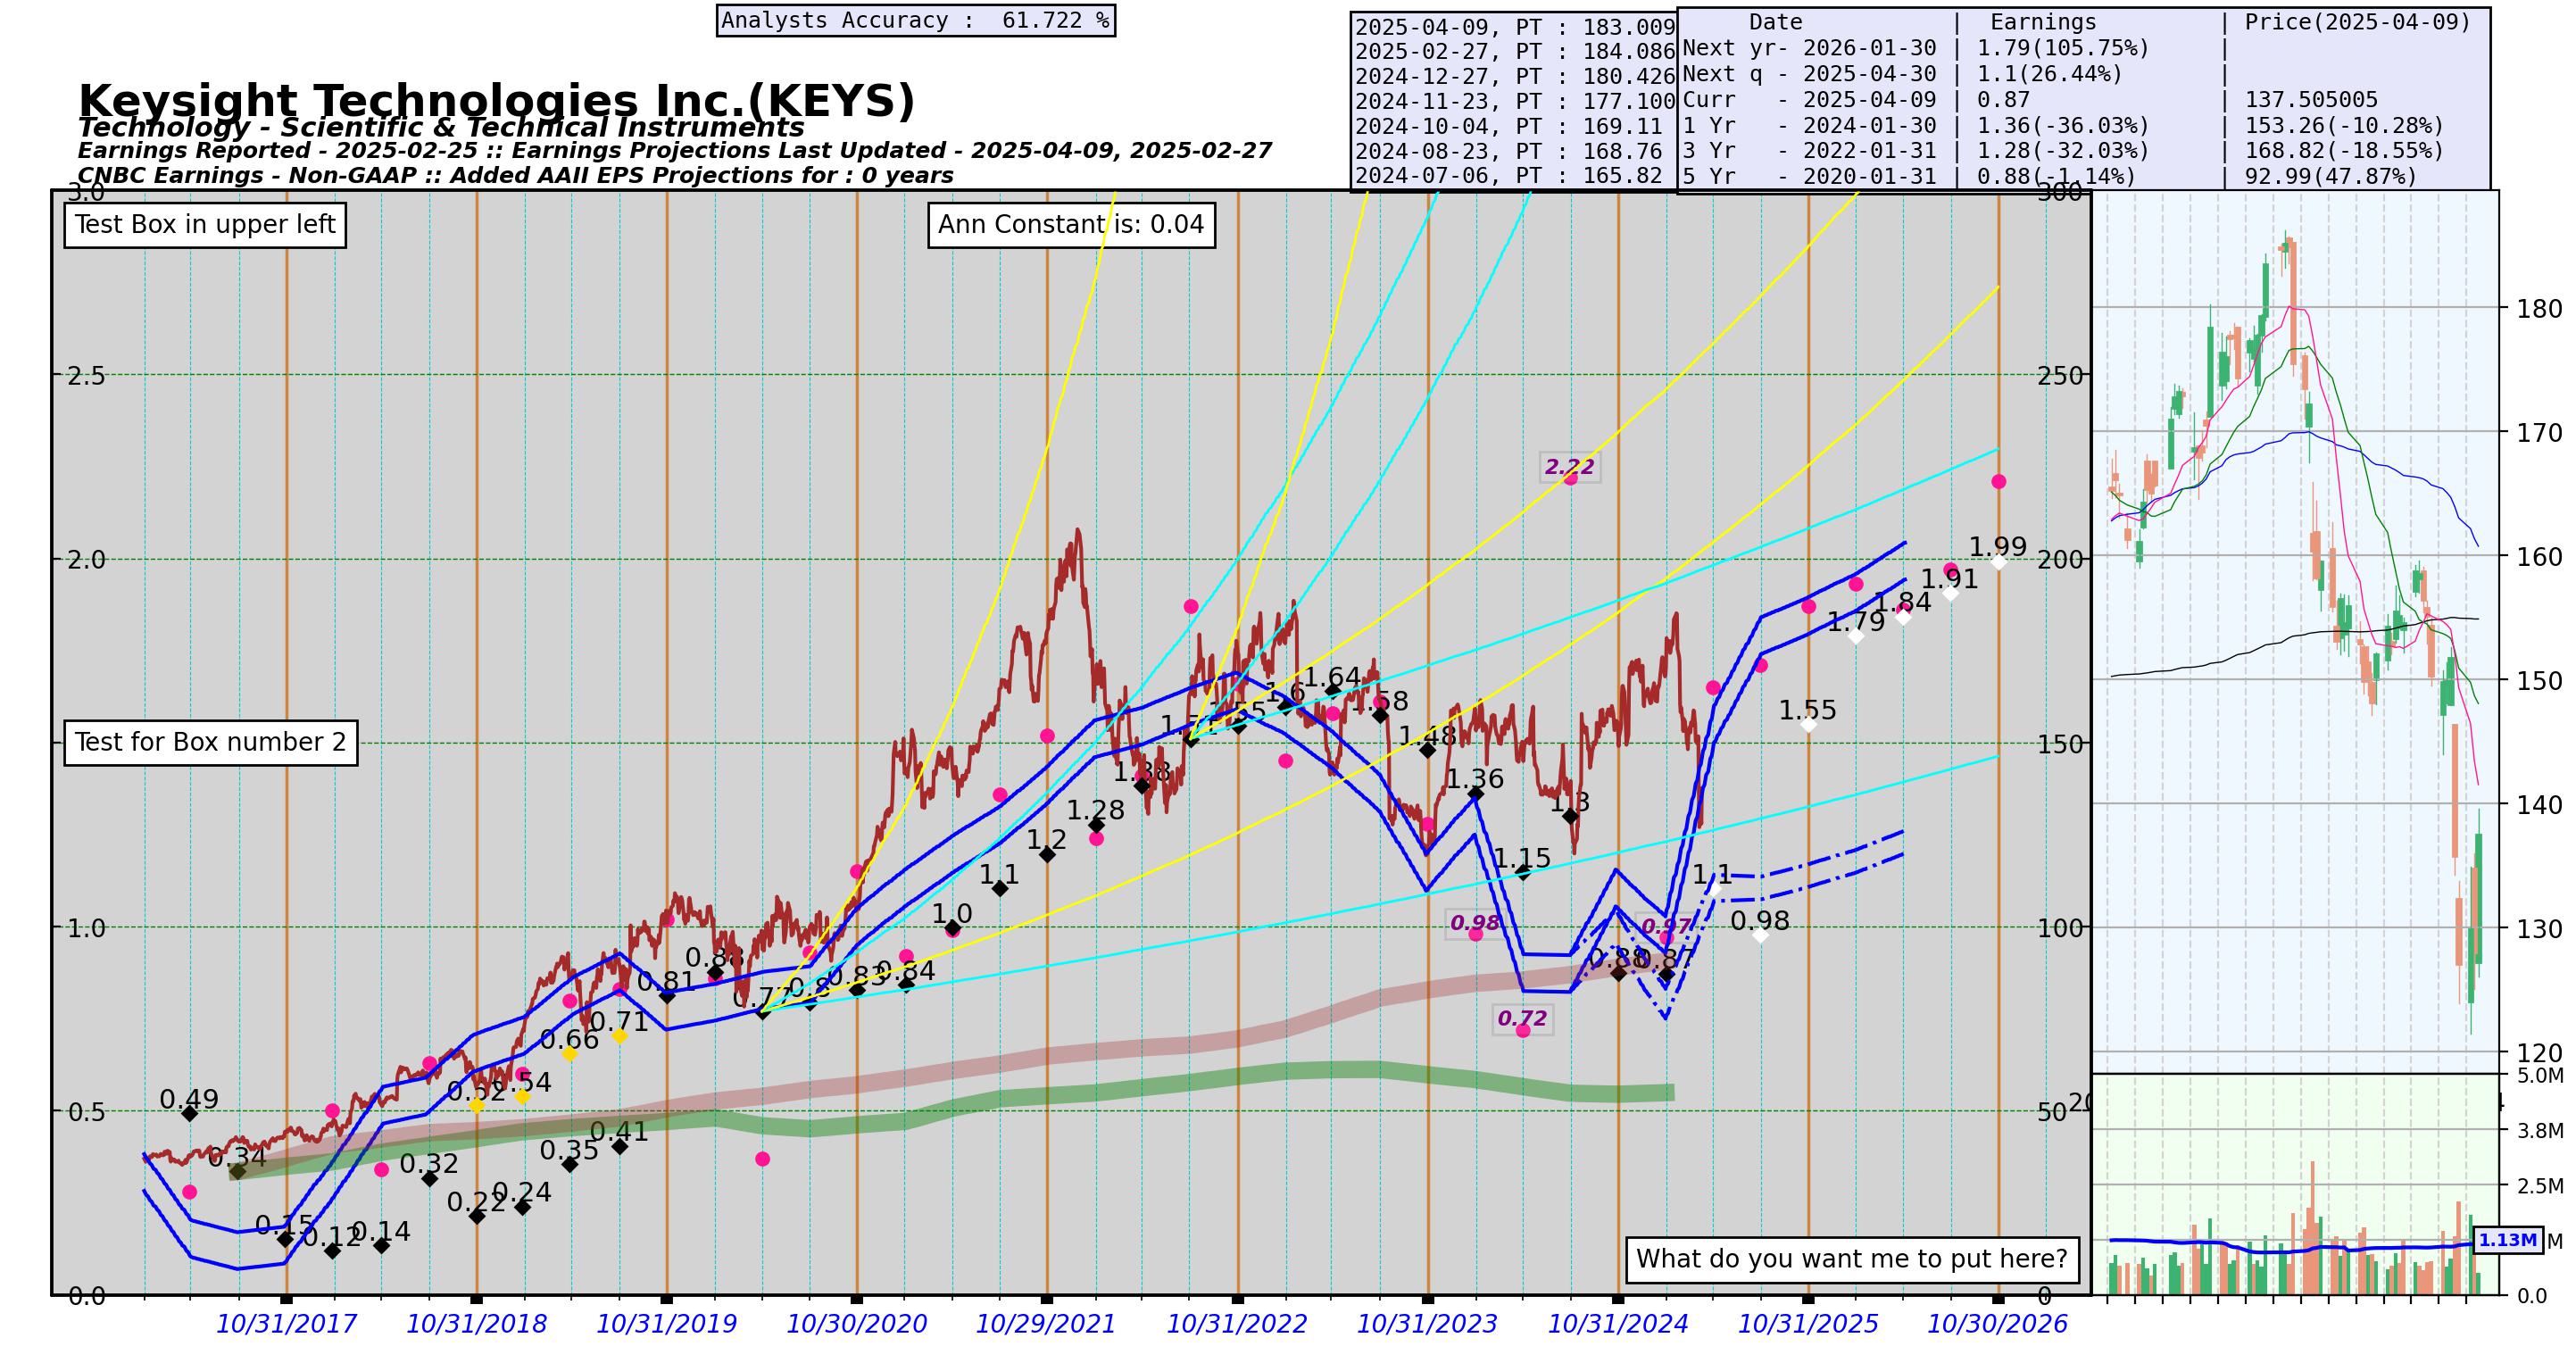 Analysts Accuracy :  61.722 %
2025-04-09, PT : 183.009
2025-02-27, PT : 184.086
2024-12-27, PT : 180.426
2024-11-23, PT : 177.100
2024-10-04, PT : 169.11
2024-08-23, PT : 168.76
2024-07-06, PT : 165.82
Date | Earnings | Price(2025-04-09)
Next yr- 2026-01-30 | 1.79(105.75%) |
Next q - 2025-04-30 | 1.1(26.44%) |
Curr - 2025-04-09 | 0.87 | 137.505005
1 Yr - 2024-01-30 | 1.36(-36.03%) | 153.26(-10.28%)
3 Yr - 2022-01-31 | 1.28(-32.03%) | 168.82(-18.55%)
5 Yr - 2020-01-31 | 0.88(-1.14%) | 92.99(47.87%)
Keysight Technologies Inc.(KEYS)
Technology - Scientific & Technical Instruments
Earnings Reported - 2025-02-25 :: Earnings Projections Last Updated - 2025-04-09, 2025-02-27
CNBC Earnings - Non-GAAP :: Added AAII EPS Projections for : 0 years
3.0
2.5
2.0
1.0
0.5
0.0
Test Box in upper left
Ann Constant is: 0.04
Test for Box number 2
What do you want me to put here?
0.49
0.34
0.15
0.12
0.14
0.32
0.22
0.52
0.24
0.54
0.35
0.66
0.41
0.71
0.81
0.88
0.77
0.8
0.83
0.84
1.0
1.1
1.2
1.28
1.38
1.55
1.6
1.64
1.58
1.48
1.36
0.98
1.15
0.72
2.22
1.3
0.88
0.97
0.87
1.1
0.98
1.55
1.79
1.84
1.91
1.99
300
250
200
150
100
50
0
180
170
160
150
140
130
120
5.0M
3.8M
2.5M
1.13M
0.0
10/31/2017
10/31/2018
10/31/2019
10/30/2020
10/29/2021
10/31/2022
10/31/2023
10/31/2024
10/31/2025
10/30/2026